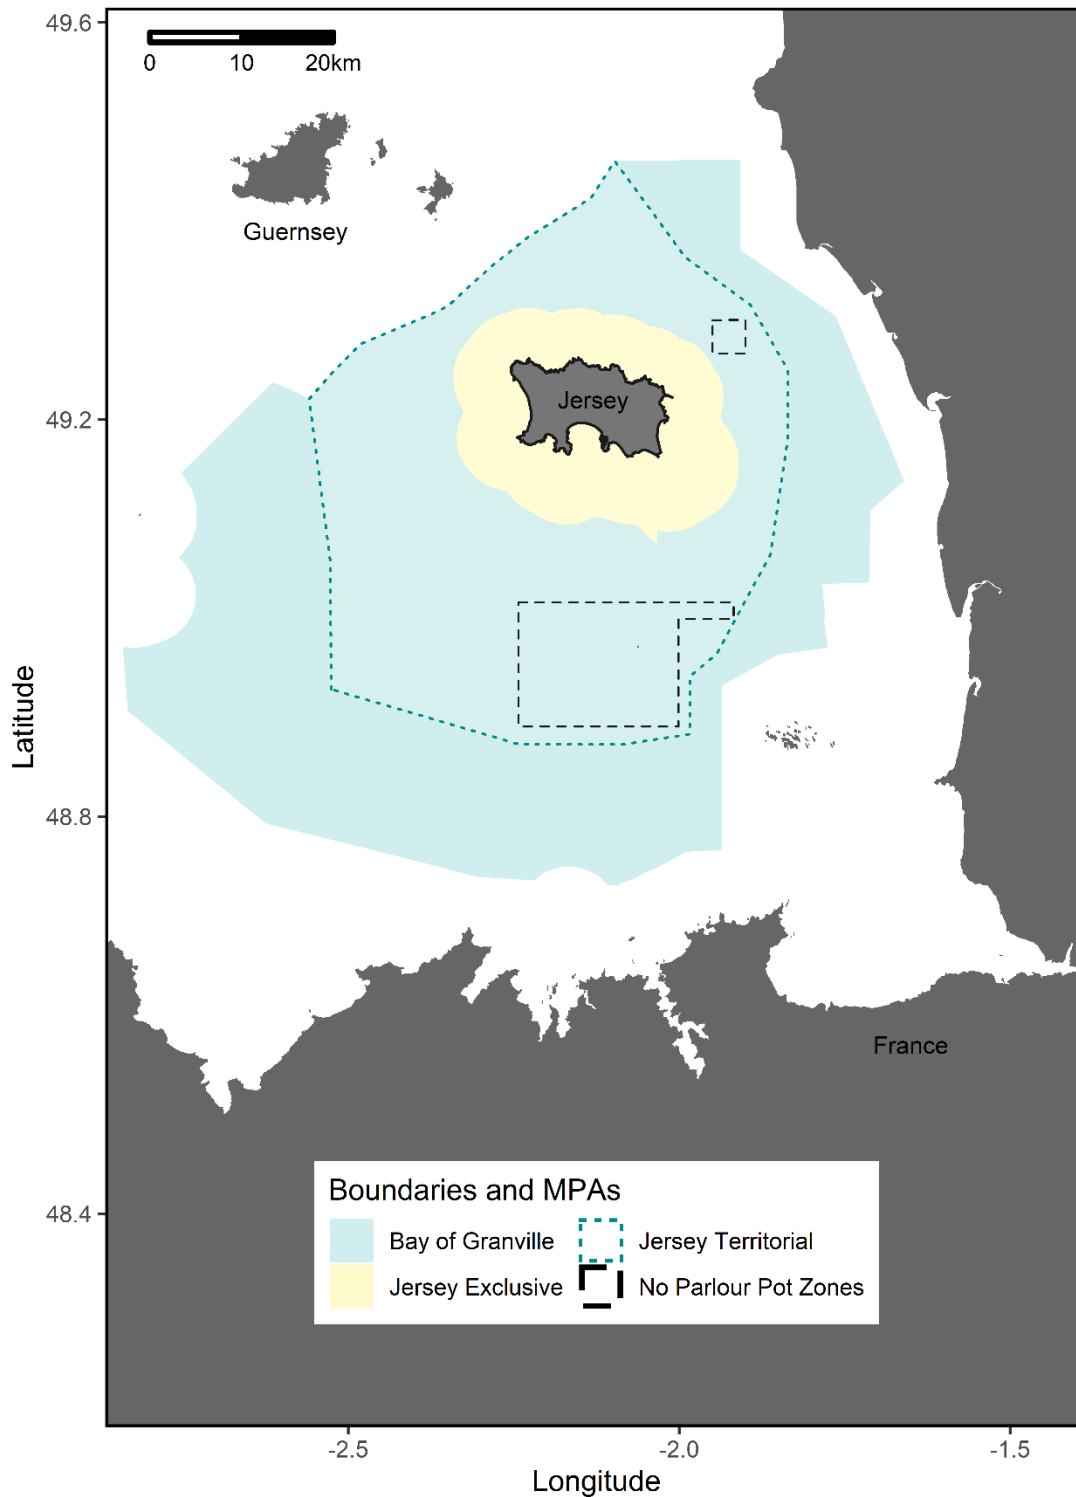 49.6
0 10 20km
Guernsey
49.2
Jersey
Latitude
48.8
France
48.4
Boundaries and MPAs
Bay of Granville
Jersey Territorial
Jersey Exclusive
No Parlour Pot Zones
-2.5 -2.0 -1.5
Longitude